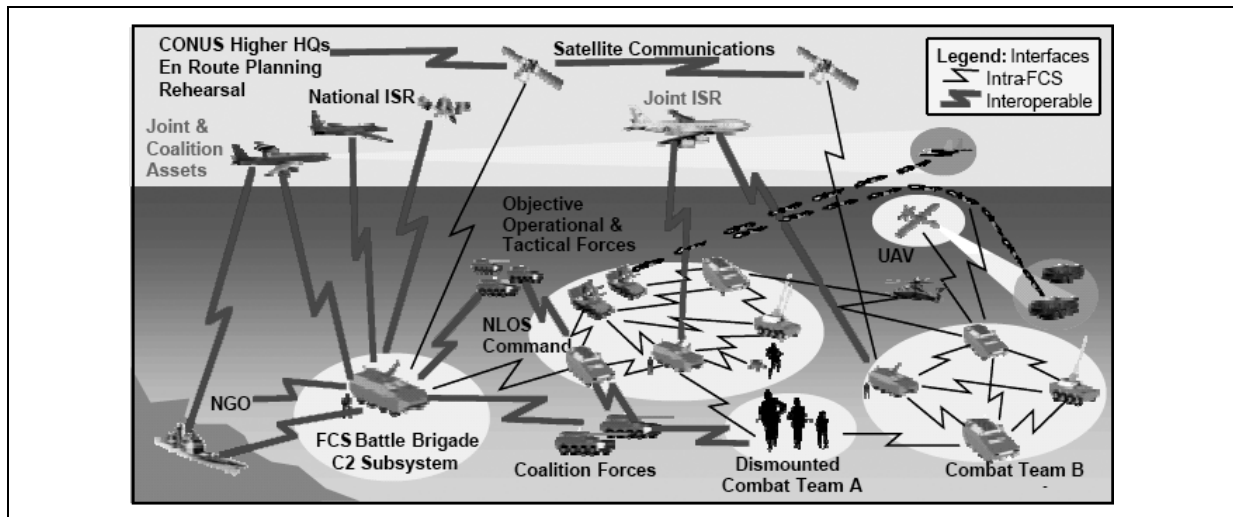 CONUS Higher HQs
En Route Planning
Rehearsal
Satellite Communications
Legend: Interfaces
Intra-FCS
Interoperable
National ISR
Joint ISR
Joint &
Coalition
Assets
Objective
Operational &
Tactical Forces
UAV
NLOS
Command
NGO
FCS Battle Brigade
C2 Subsystem
Coalition Forces
Dismounted
Combat Team A
Combat Team B